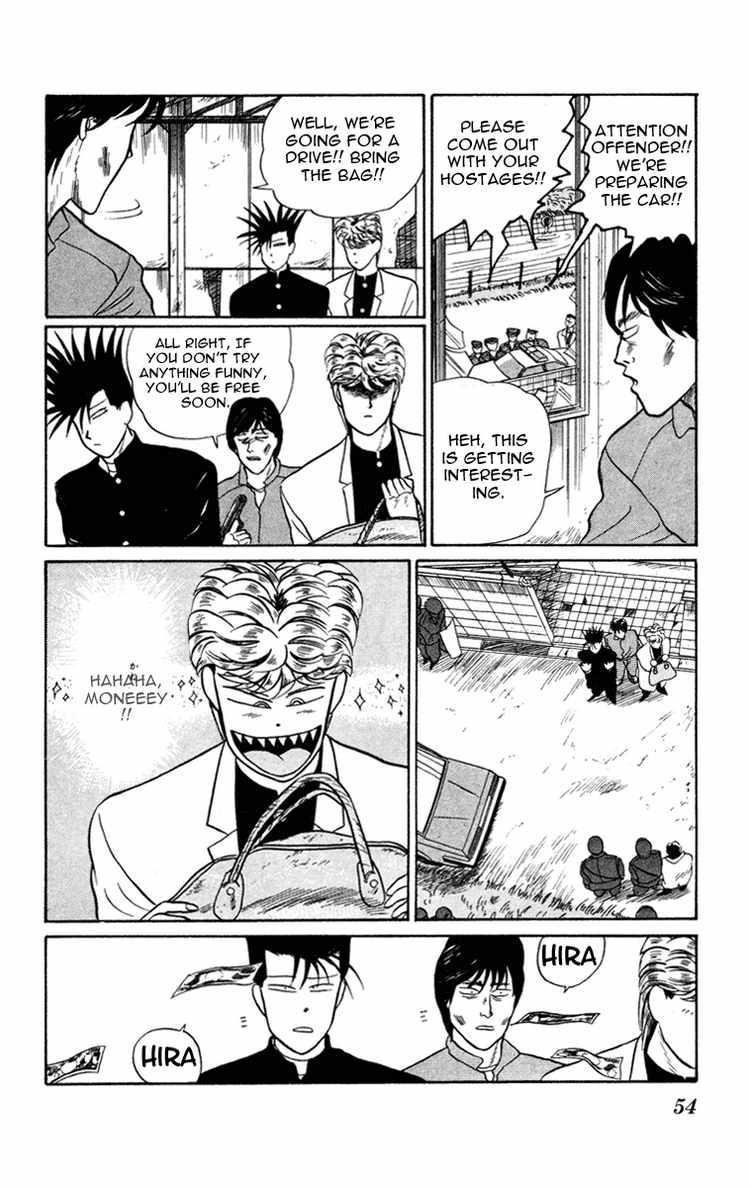 ATTENTION
OFFENDER!!
WE'RE
PREPARING
THE CAR!!
PLEASE
COME OUT
WITH YOUR
HOSTAGES!!
HEH, THIS
IS GETTING
INTEREST-
ING.
WELL, WE'RE
GOING FOR A
DRIVE!! BRING
THE BAG!!
ALL RIGHT, IF
YOU DON'T TRY
ANYTHING FUNNY,
YOU'LL BE FREE
SOON.
HAHAHA,
MONEEEY
!!
HIRA
HIRA
54